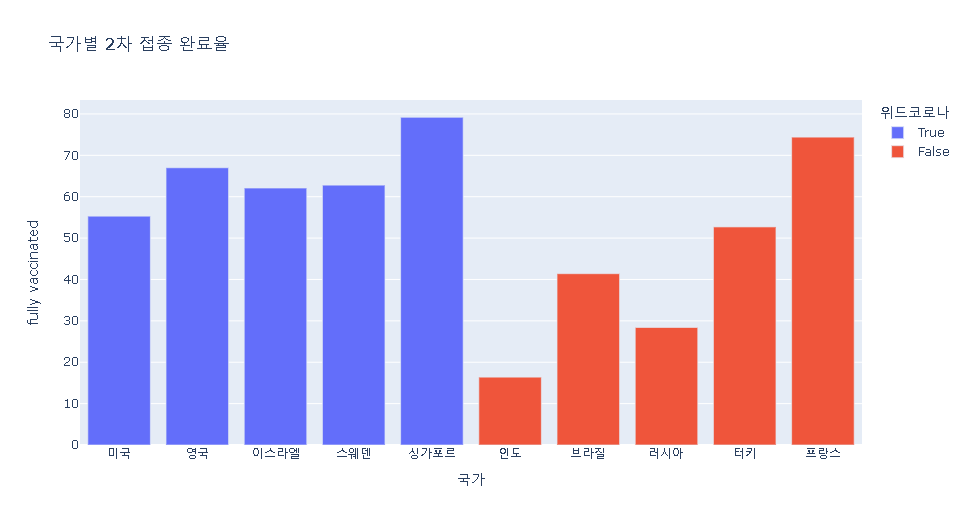 국가별 2차 접종 완료율
위드코로나
True
False
fully vaccinated
80
70
60
50
40
30
20
10
0
미국 영국 이스라엘 스웨덴 싱가포르 인도 브라질 러시아 터키 프랑스
국가